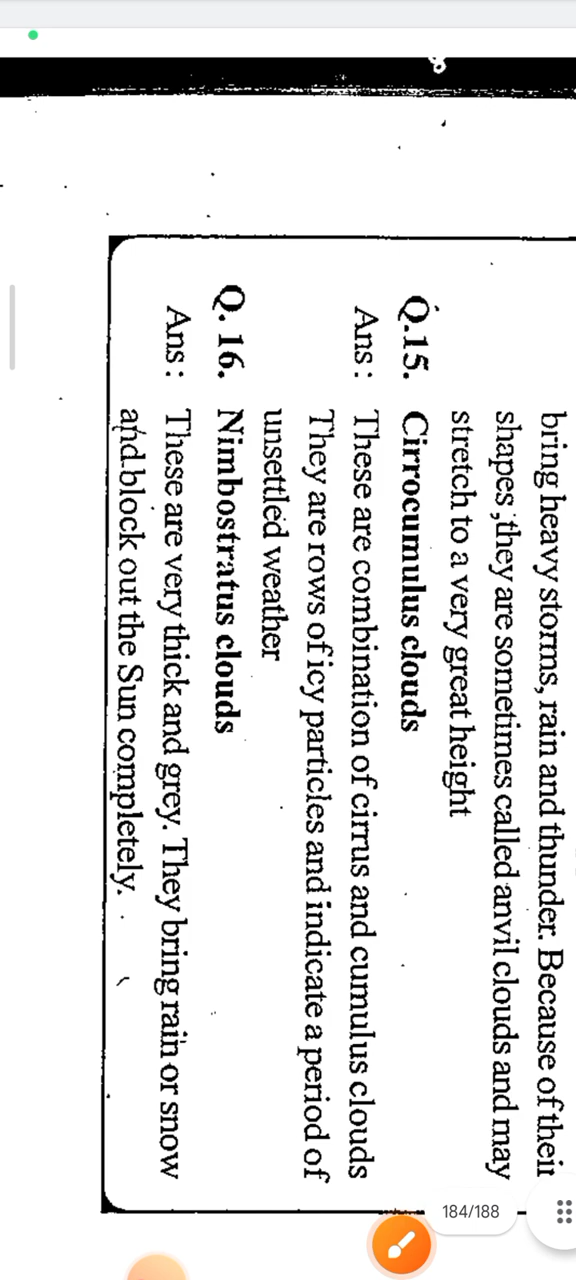 bring heavy storms, rain and thunder. Because of their
shapes ; they are sometimes called anvil clouds and may
stretch to a very great height
Q.15. Cirrocumulus clouds
Ans : These are combination of cirrus and cumulus clouds
They are rows of icy particles and indicate a period of
unsettled weather
Q. 16. Nimbostratus clouds
Ans : These are very thick and grey. They bring rain or snow
and block out the Sun completely.
184/188